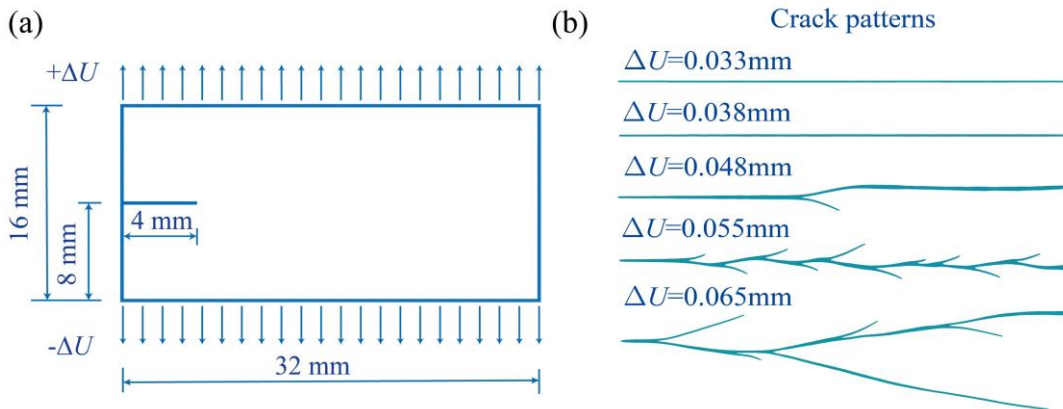 (a)
+ΔU
16 mm
8 mm
4 mm
-ΔU
32 mm
(b)
Crack patterns
ΔU=0.033mm
ΔU=0.038mm
ΔU=0.048mm
ΔU=0.055mm
ΔU=0.065mm